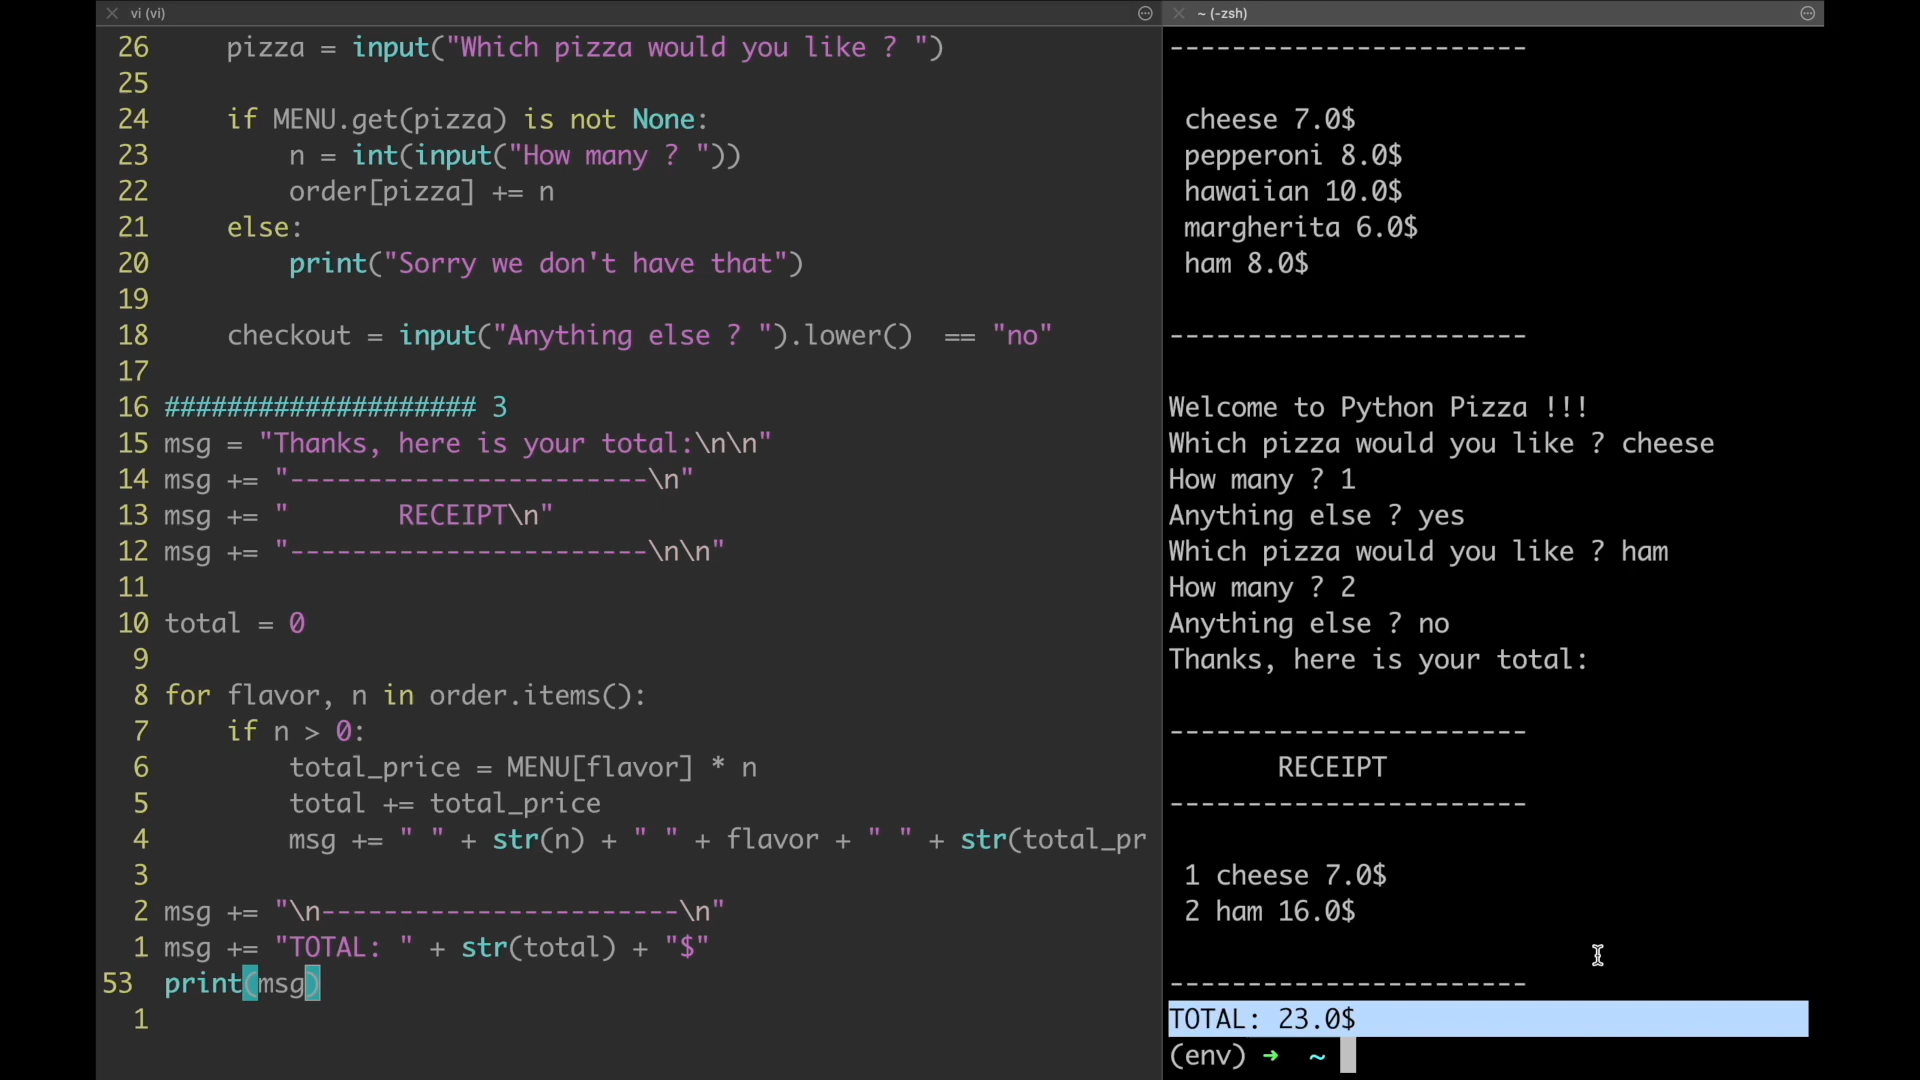 vi (vi)
26     pizza = input("Which pizza would you like ? ")
25
24     if MENU.get(pizza) is not None:
23         n = int(input("How many ? "))
22         order[pizza] += n
21     else:
20         print("Sorry we don't have that")
19
18     checkout = input("Anything else ? ").lower()  == "no"
17
16 #################### 3
15 msg = "Thanks, here is your total:\n\n"
14 msg += "-----------------------\n"
13 msg += "       RECEIPT\n"
12 msg += "-----------------------\n\n"
11
10 total = 0
9
8 for flavor, n in order.items():
7     if n > 0:
6         total_price = MENU[flavor] * n
5         total += total_price
4         msg += " " + str(n) + " " + flavor + " " + str(total_pr
3
2 msg += "\n-----------------------\n"
1 msg += "TOTAL: " + str(total) + "$"
53 print(msg)
1
~ (-zsh)
-----------------------
cheese 7.0$
pepperoni 8.0$
hawaiian 10.0$
margherita 6.0$
ham 8.0$
-----------------------
Welcome to Python Pizza !!!
Which pizza would you like ? cheese
How many ? 1
Anything else ? yes
Which pizza would you like ? ham
How many ? 2
Anything else ? no
Thanks, here is your total:
-----------------------
RECEIPT
-----------------------
1 cheese 7.0$
2 ham 16.0$
-----------------------
TOTAL: 23.0$
(env) ➜  ~